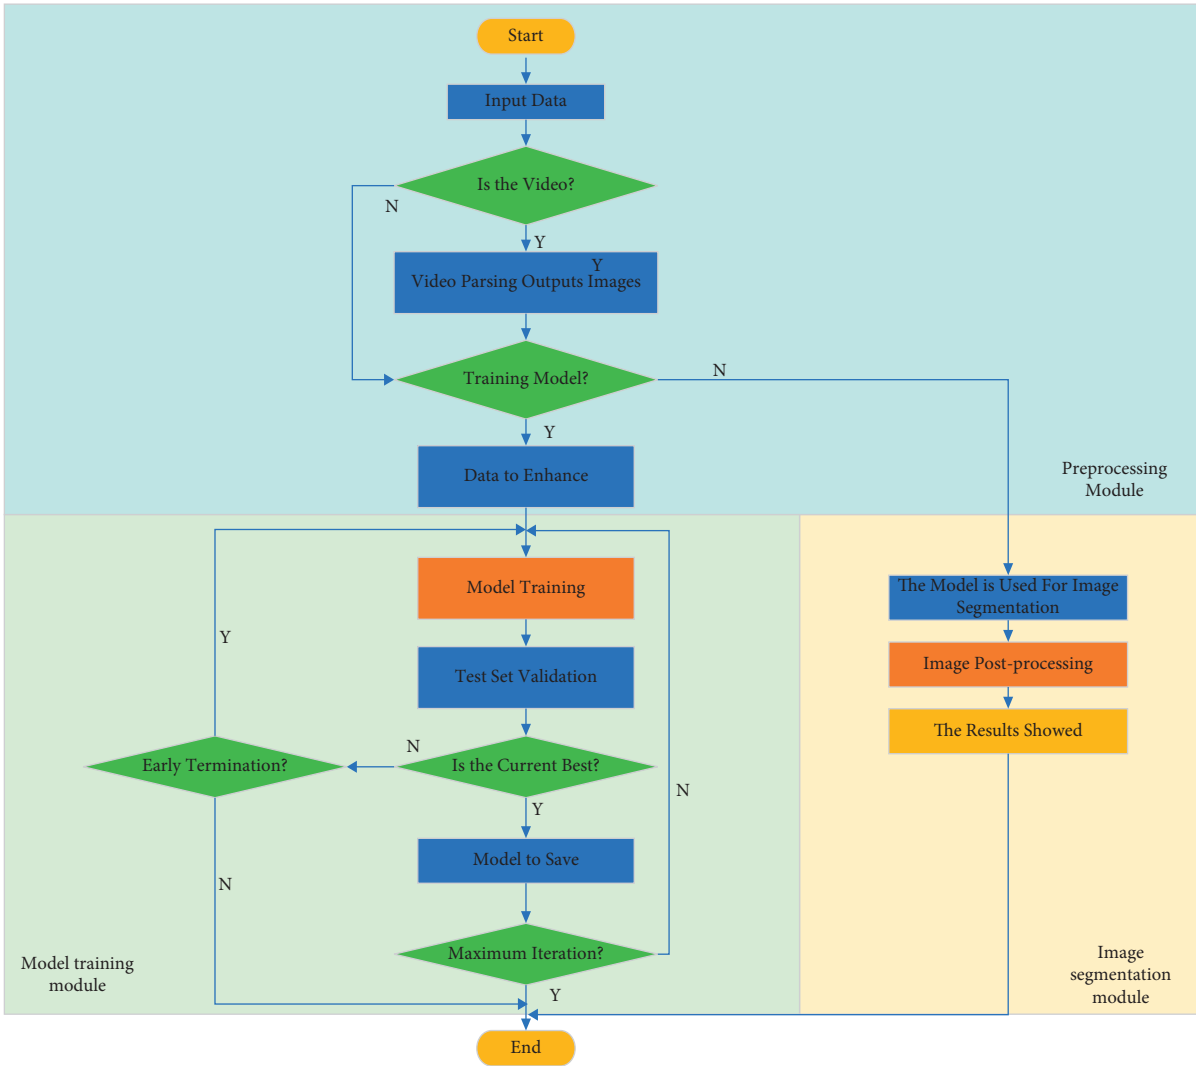 Start
Input Data
Is the Video?
N
Y
Y
Video Parsing Outputs Images
Training Model?
N
Y
Data to Enhance
Preprocessing
Module
Model Training
The Model is Used For Image
Segmentation
Y
Test Set Validation
Image Post-processing
The Results Showed
N
Early Termination?
Is the Current Best?
N
Y
Model to Save
N
Maximum Iteration?
Model training
module
Image
segmentation
module
Y
End